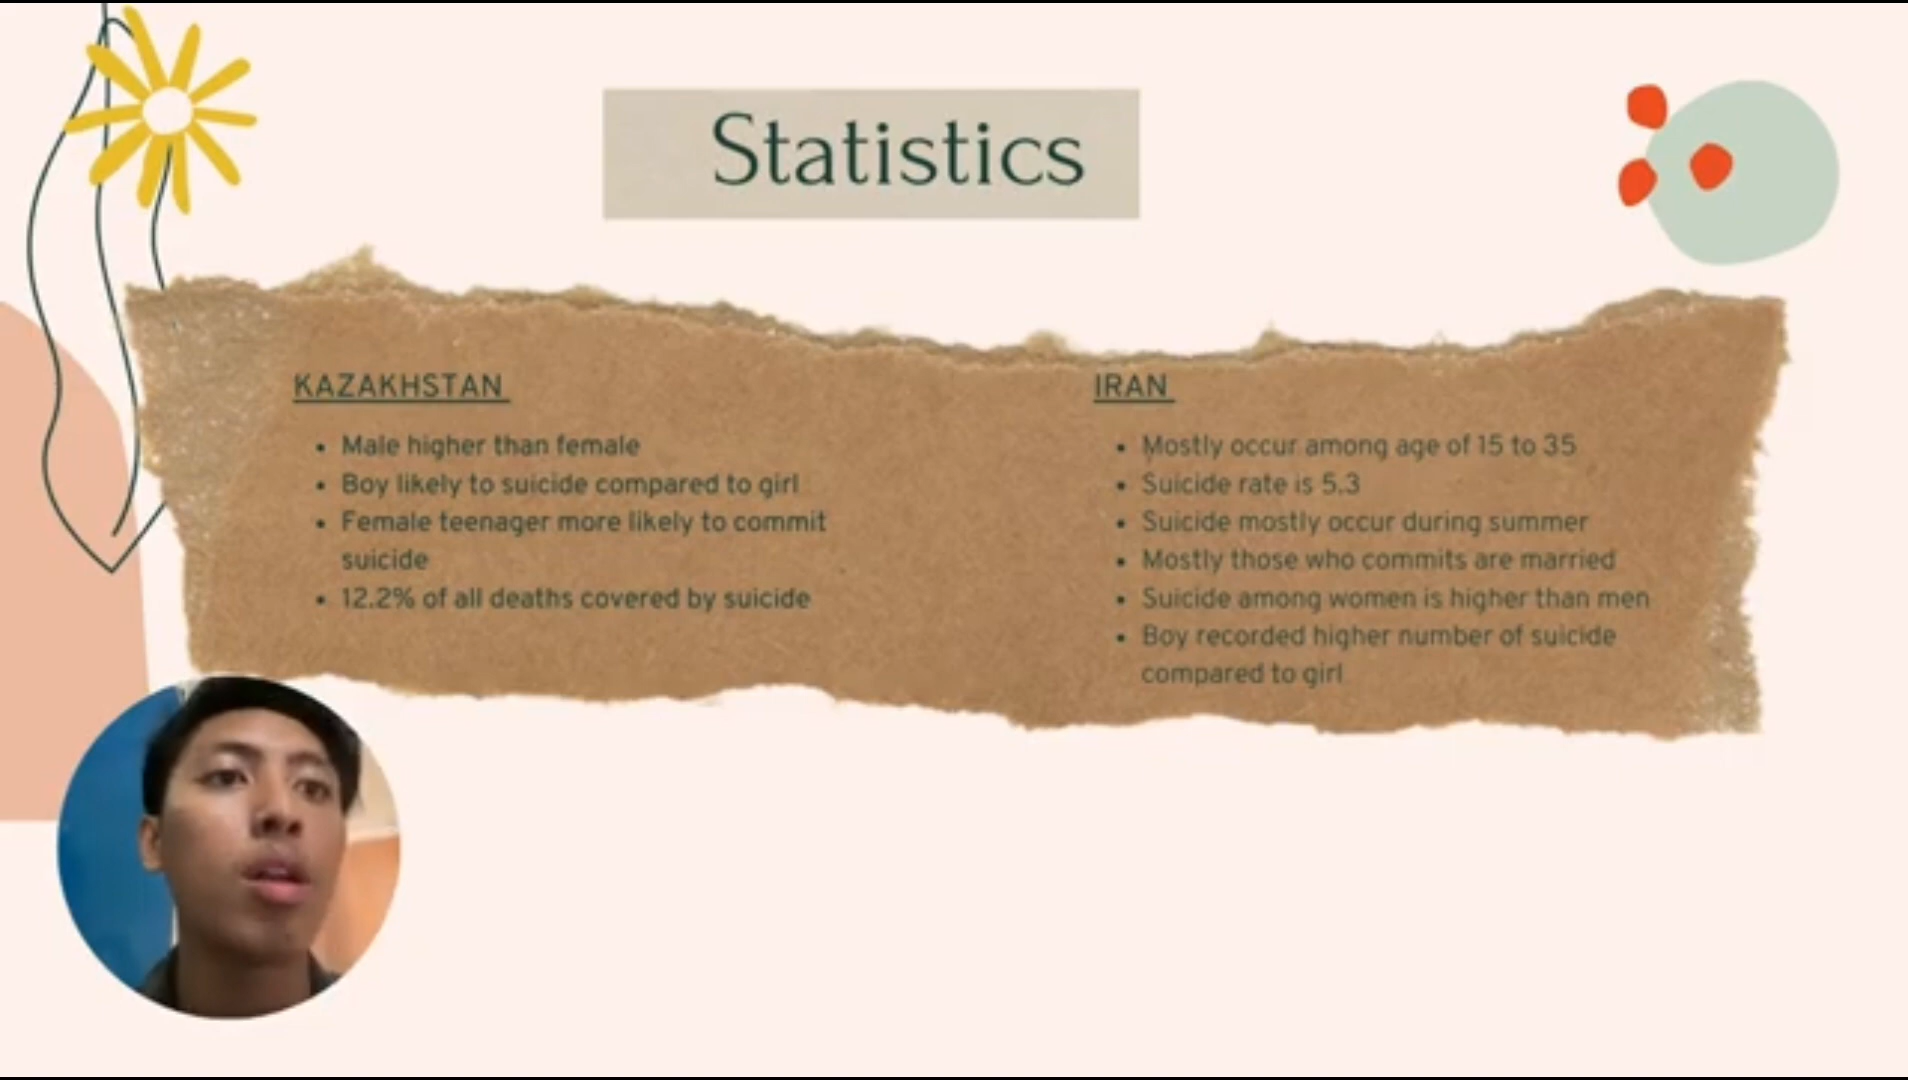 Statistics
KAZAKHSTAN
• Male higher than female
• Boy likely to suicide compared to girl
• Female teenager more likely to commit
suicide
• 12.2% of all deaths covered by suicide
IRAN
• Mostly occur among age of 15 to 35
• Suicide rate is 5.3
• Suicide mostly occur during summer
• Mostly those who commits are married
• Suicide among women is higher than men
• Boy recorded higher number of suicide
compared to girl